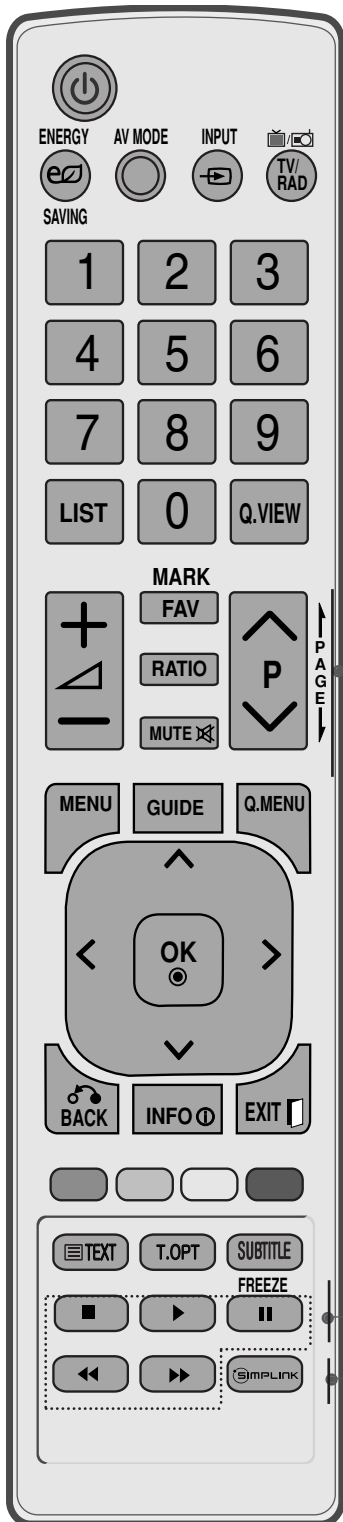 ENERGY AV MODE INPUT
TV/
RAD
SAVING
1 2 3
4 5 6
7 8 9
LIST 0 Q.VIEW
MARK
FAV
RATIO
P
PAGE
MUTE
MENU GUIDE Q.MENU
OK
BACK INFO EXIT
TEXT T.OPT SUBTITLE
FREEZE
SIMPLINK